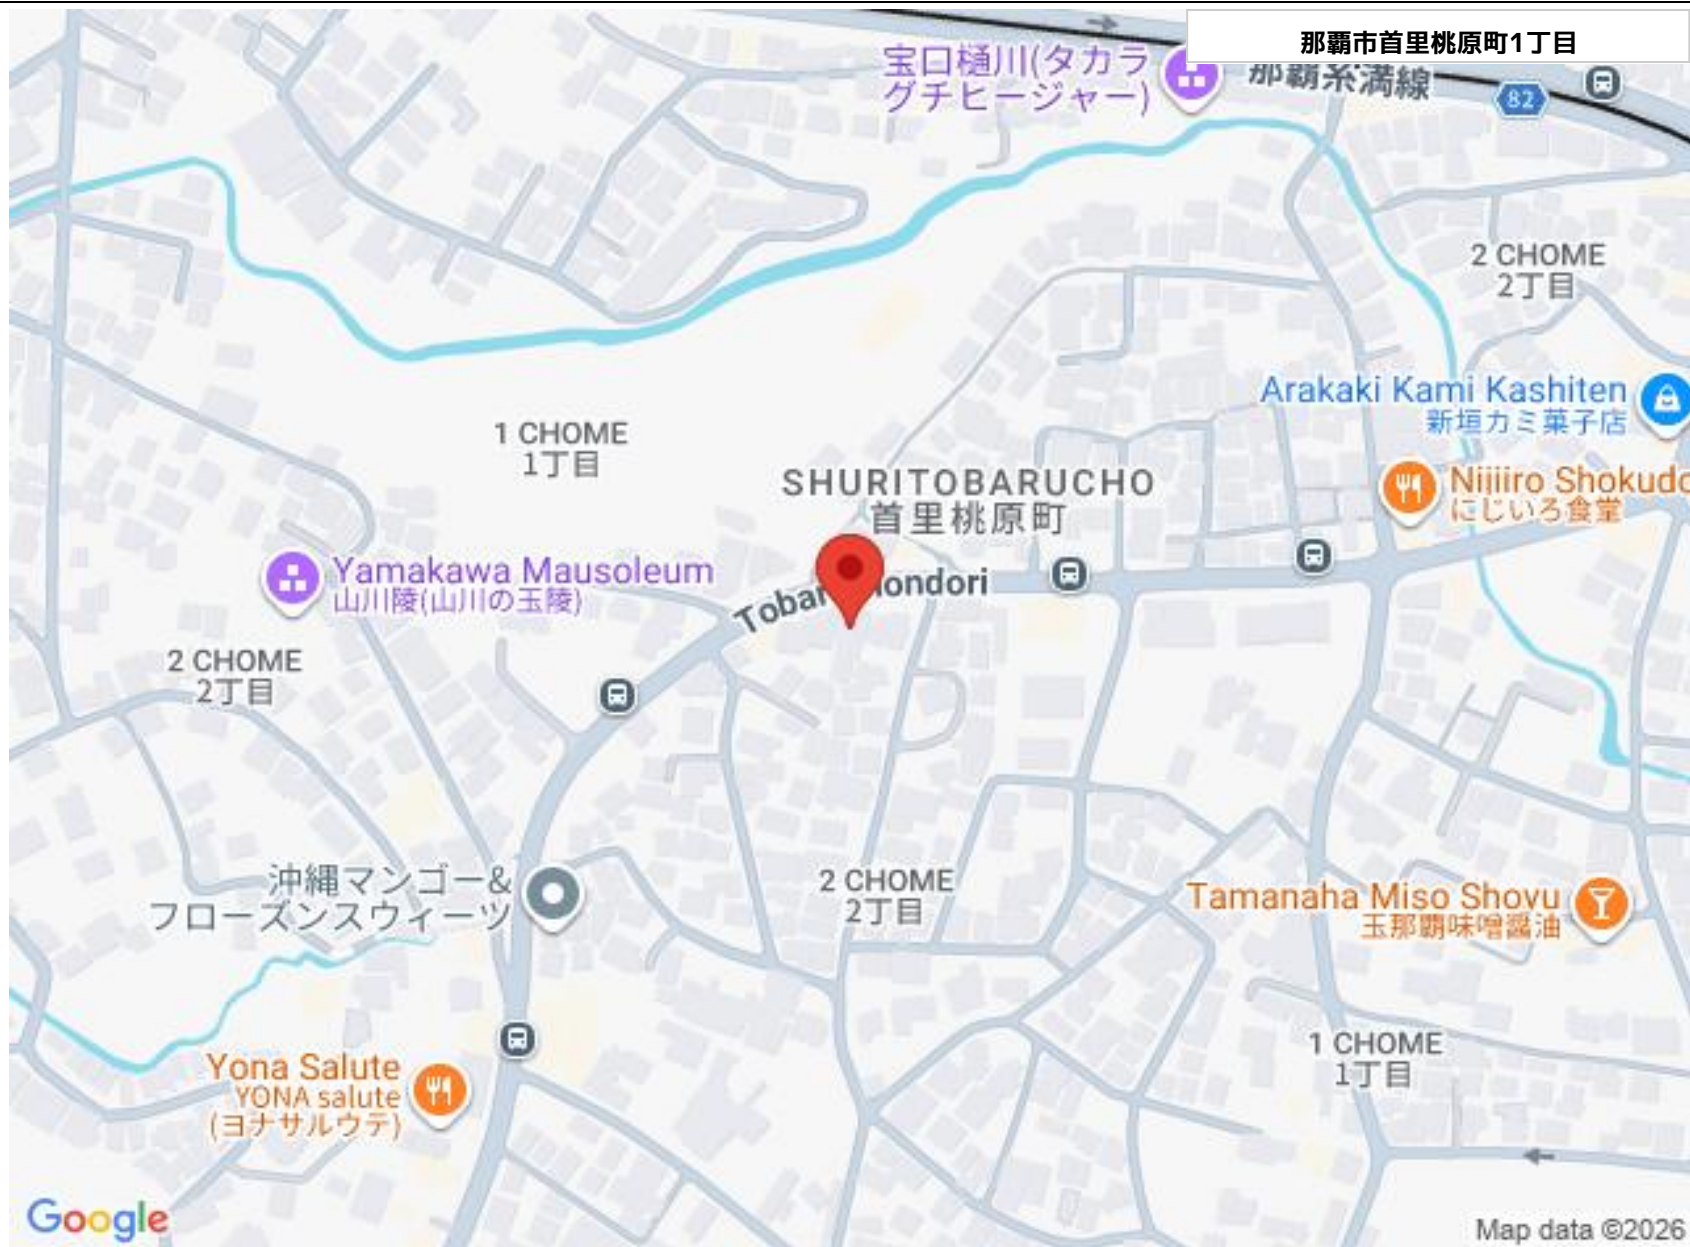 那覇市首里桃原町1丁目
宝口樋川(タカラ
グチヒージャー)
那覇糸満線
82
2 CHOME
2丁目
Arakaki Kami Kashiten
新垣カミ菓子店
1 CHOME
1丁目
SHURITOBARUCHO
首里桃原町
Nijiiro Shokudo
にじいろ食堂
Yamakawa Mausoleum
山川陵(山川の玉陵)
2 CHOME
2丁目
沖縄マンゴー&
フローズンスウィーツ
2 CHOME
2丁目
Tamanaha Miso Shoyu
玉那覇味噌醤油
1 CHOME
1丁目
Yona Salute
YONA salute
(ヨナサルウテ)
Google
Map data ©2026